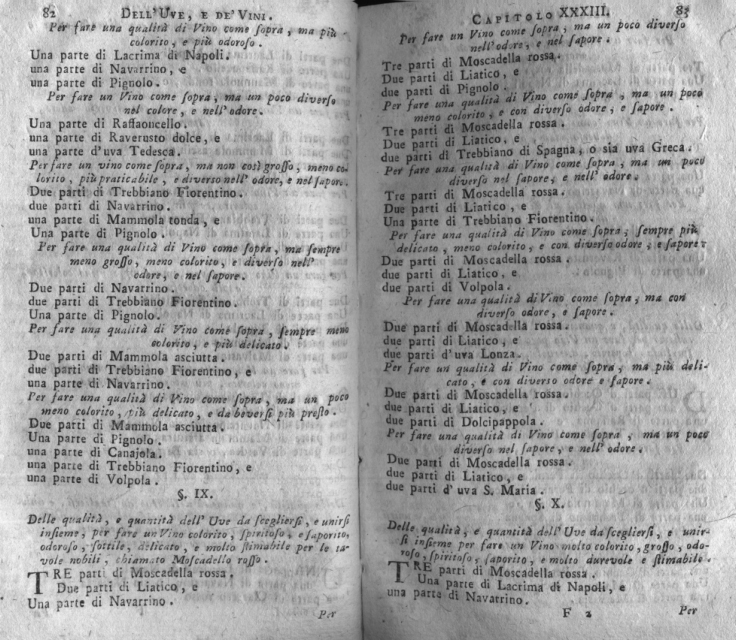 82 DELL'UVE, E DE'VINI.
Per fare una qualità di Vino come ſopra, ma più
colorito, e più odoroſo.
Una parte di Lacrima di Napoli.
una parte di Navarrino, e
una parte di Pignolo.
Per fare un Vino come ſopra, ma un poco diverſo
nel colore, e nell'odore.
Una parte di Raffaoncello.
una parte di Raverusto dolce, e
una parte d'uva Tedesca.
Per fare un vino come ſopra, ma non così groſſo, meno co-
lorito, più praticabile, e diverso nell'odore, e nel ſapore.
Due parti di Trebbiano Fiorentino.
due parti di Navarrino.
una parte di Mammola tonda, e
Una parte di Pignolo.
Per fare una qualità di Vino come ſopra, ma ſempre
meno groſſo, meno colorito, e diverſo nell'
odore, e nel ſapore.
Due parti di Navarrino.
due parti di Trebbiano Fiorentino.
Una parte di Pignolo.
Per fare una qualità di Vino come ſopra, ſempre meno
colorito, e più delicato.
Due parti di Mammola asciutta.
due parti di Trebbiano Fiorentino, e
una parte di Navarrino.
Per fare una qualità di Vino come ſopra, ma un poco
meno colorito, più delicato, e da beverſi più preſto.
Due parti di Mammola asciutta.
Una parte di Pignolo.
una parte di Canajola.
una parte di Trebbiano Fiorentino, e
una parte di Volpola.
§. IX.
Delle qualità, e quantità dell'Uve da ſceglierſi, e unirſi
inſieme, per fare un Vino colorito, ſpiritoſo, e ſaporito,
odoroſo, ſottile, delicato, e molto ſtimabile per le ta-
vole nobili, chiamato Moſcadello roſſo.
TRE parti di Moscadella rossa.
Due parti di Liatico, e
Una parte di Navarrino.
Per
CAPITOLO XXXIII. 83
Per fare un Vino come ſopra, ma un poco diverſo
nell'odore, e nel ſapore.
Tre parti di Moscadella rossa.
Due parti di Liatico, e
due parti di Pignolo.
Per fare una qualità di Vino come ſopra, ma un poco
meno colorito, e con diverſo odore, e ſapore.
Tre parti di Moscadella rossa.
Due parti di Liatico, e
due parti di Trebbiano di Spagna, o sia uva Greca.
Per fare una qualità di Vino come ſopra, ma un poco
diverſo nel ſapore, e nell'odore.
Tre parti di Moscadella rossa.
Due parti di Liatico, e
Una parte di Trebbiano Fiorentino.
Per fare una qualità di Vino come ſopra; ſempre più
delicato, meno colorito, e con diverſo odore, e ſapore.
Due parti di Moscadella rossa.
due parti di Liatico, e
due parti di Volpola.
Per fare una qualità di Vino come ſopra; ma con
diverſo odore, e ſapore.
Due parti di Moscadella rossa.
due parti di Liatico, e
due parti d'uva Lonza.
Per fare un qualità di Vino come ſopra; ma più deli-
cato, e con diverſo odore e ſapore.
Due parti di Moscadella rossa.
due parti di Liatico, e
due parti di Dolcipappola.
Per fare una qualità di Vino come ſopra, ma un poco
diverſo nel ſapore, e nell'odore.
Due parti di Moscadella rossa.
due parti di Liatico, e
due parti d'uva S. Maria.
§. X.
Delle qualità, e quantità dell'Uve da ſceglierſi, e unir-
ſi inſieme per fare un Vino molto colorito, groſſo, odo-
roſo, ſpiritoſo, ſaporito, e molto durevole e ſtimabile.
TRE parti di Moscadella rossa.
Una parte di Lacrima di Napoli, e
una parte di Navattino.
F 2 Per